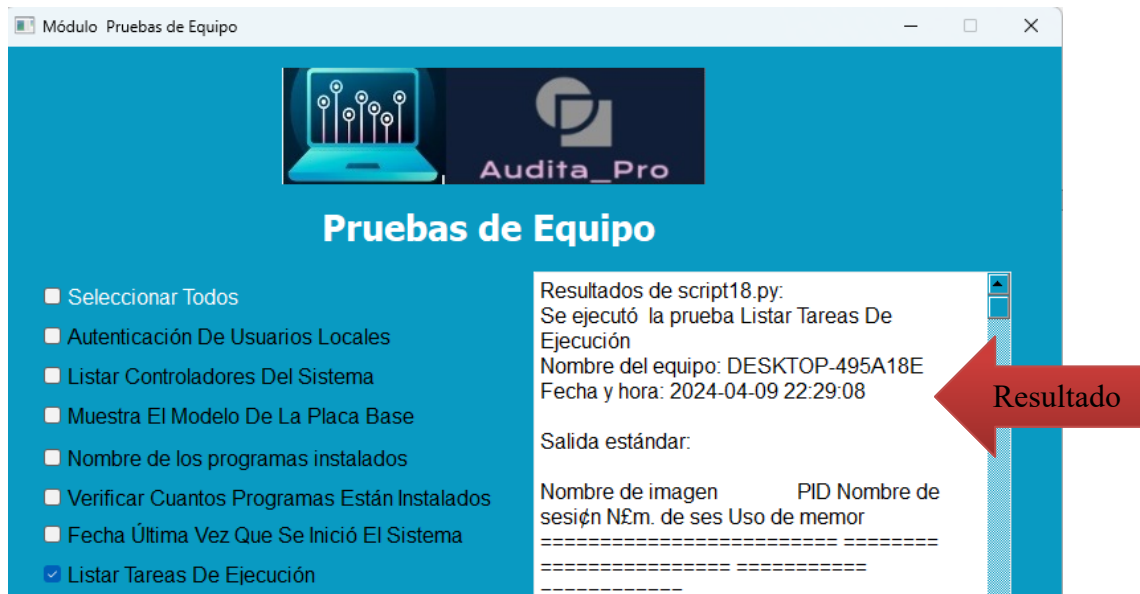 Módulo Pruebas de Equipo
Audita_Pro
Pruebas de Equipo
Seleccionar Todos
Autenticación De Usuarios Locales
Listar Controladores Del Sistema
Muestra El Modelo De La Placa Base
Nombre de los programas instalados
Verificar Cuantos Programas Están Instalados
Fecha Última Vez Que Se Inició El Sistema
Listar Tareas De Ejecución
Resultados de script18.py:
Se ejecutó la prueba Listar Tareas De
Ejecución
Nombre del equipo: DESKTOP-495A18E
Fecha y hora: 2024-04-09 22:29:08
Salida estándar:
Nombre de imagen PID Nombre de
sesi¢n N£m. de ses Uso de memor
========================= ========
================ ===========
============
Resultado